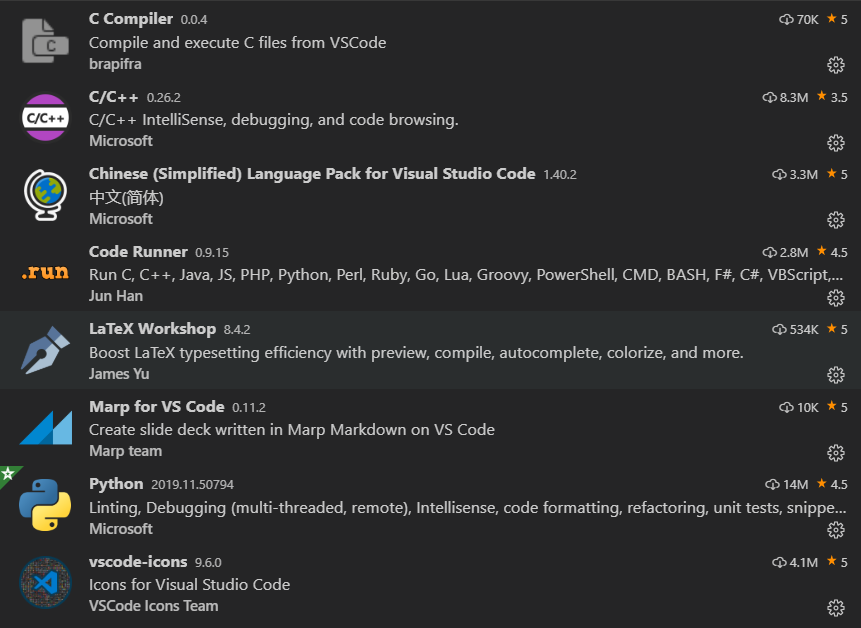 C Compiler 0.0.4 70K 5
Compile and execute C files from VSCode
brapifra
C/C++ 0.26.2 8.3M 3.5
C/C++
C/C++ IntelliSense, debugging, and code browsing.
Microsoft
Chinese (Simplified) Language Pack for Visual Studio Code 1.40.2 3.3M 5
中文(简体)
Microsoft
Code Runner 0.9.15 2.8M 4.5
.run
Run C, C++, Java, JS, PHP, Python, Perl, Ruby, Go, Lua, Groovy, PowerShell, CMD, BASH, F#, C#, VBScript,...
Jun Han
LaTeX Workshop 8.4.2 534K 5
Boost LaTeX typesetting efficiency with preview, compile, autocomplete, colorize, and more.
James Yu
Marp for VS Code 0.11.2 10K 5
Create slide deck written in Marp Markdown on VS Code
Marp team
Python 2019.11.50794 14M 4.5
Linting, Debugging (multi-threaded, remote), Intellisense, code formatting, refactoring, unit tests, snippe...
Microsoft
vscode-icons 9.6.0 4.1M 5
Icons for Visual Studio Code
VSCode Icons Team